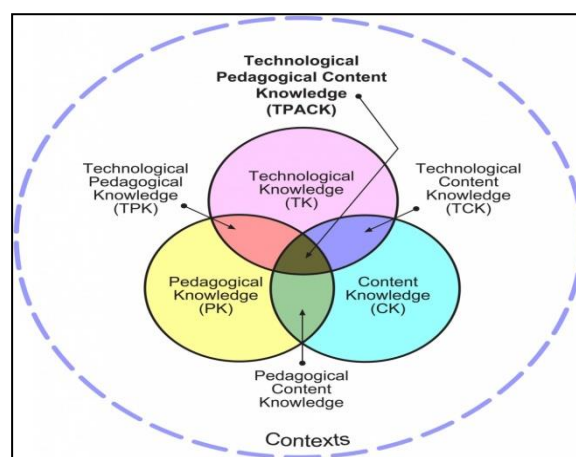 Technological
Pedagogical Content
Knowledge
(TPACK)
Technological
Pedagogical
Knowledge
(TPK)
Technological
Knowledge
(TK)
Technological
Content
Knowledge
(TCK)
Pedagogical
Knowledge
(PK)
Content
Knowledge
(CK)
Pedagogical
Content
Knowledge
Contexts